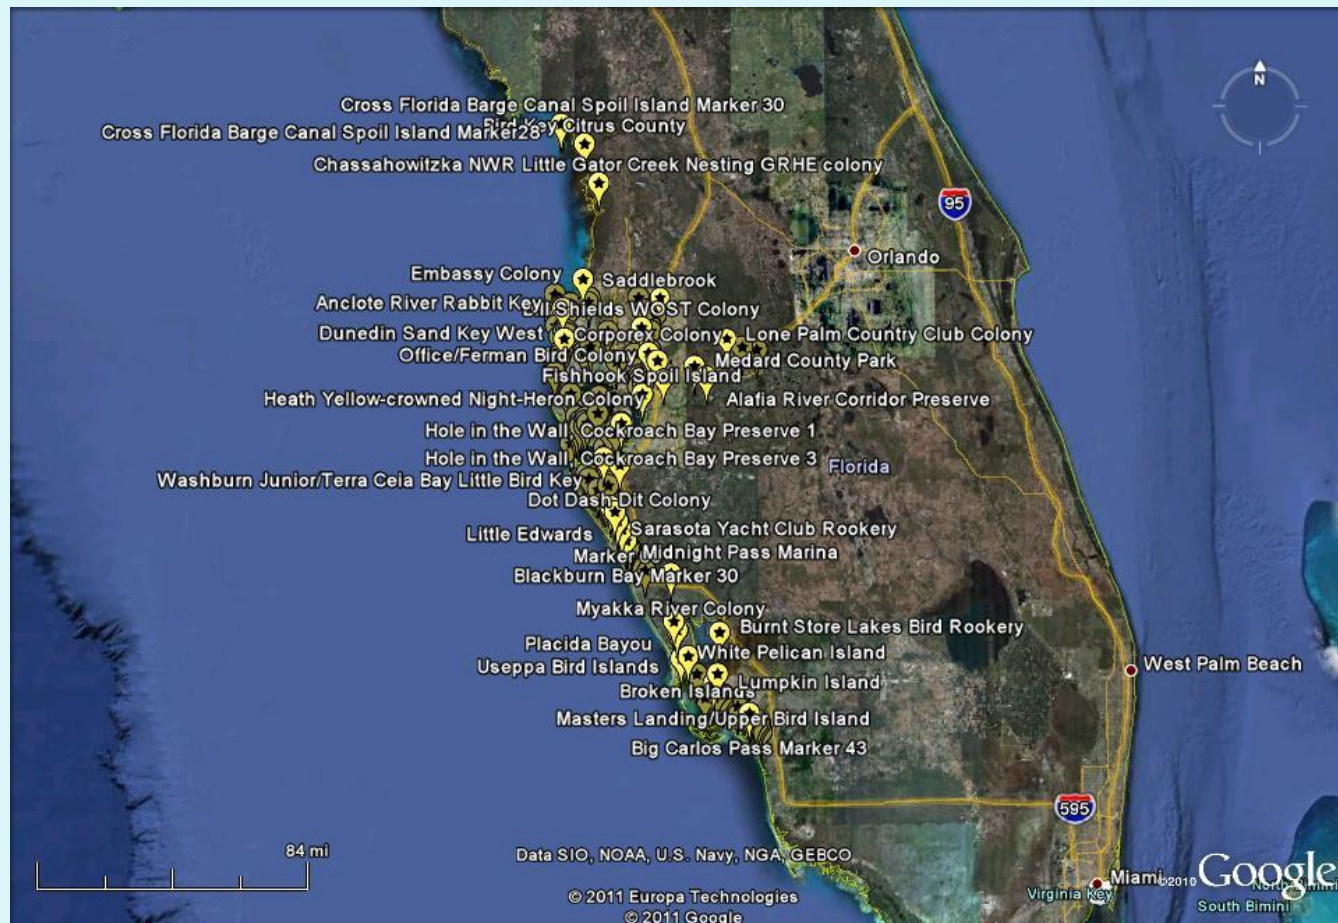 N
Cross Florida Barge Canal Spoil Island Marker 30
Bird Key Citrus County
Cross Florida Barge Canal Spoil Island Marker28
Chassahowitzka NWR Little Gator Creek Nesting GRHE colony
95
Orlando
Embassy Colony
Saddlebrook
Anclote River Rabbit Key
Bill Shields WOST Colony
Dunedin Sand Key West
Corporex Colony
Lone Palm Country Club Colony
Office/Ferman Bird Colony
Medard County Park
Fishhook Spoil Island
Heath Yellow-crowned Night-Heron Colony
Alafia River Corridor Preserve
Hole in the Wall, Cockroach Bay Preserve 1
Hole in the Wall, Cockroach Bay Preserve 3
Florida
Washburn Junior/Terra Ceia Bay Little Bird Key
Dot Dash Dit Colony
Little Edwards
Sarasota Yacht Club Rookery
Marker
Midnight Pass Marina
Blackburn Bay Marker 30
Myakka River Colony
Burnt Store Lakes Bird Rookery
Placida Bayou
White Pelican Island
Useppa Bird Islands
West Palm Beach
Lumpkin Island
Broken Islands
Masters Landing/Upper Bird Island
Big Carlos Pass Marker 43
595
84 mi
Data SIO, NOAA, U.S. Navy, NGA, GEBCO
© 2011 Europa Technologies
© 2011 Google
Miami
©2010 Google
Virginia Key
North Bimini
South Bimini